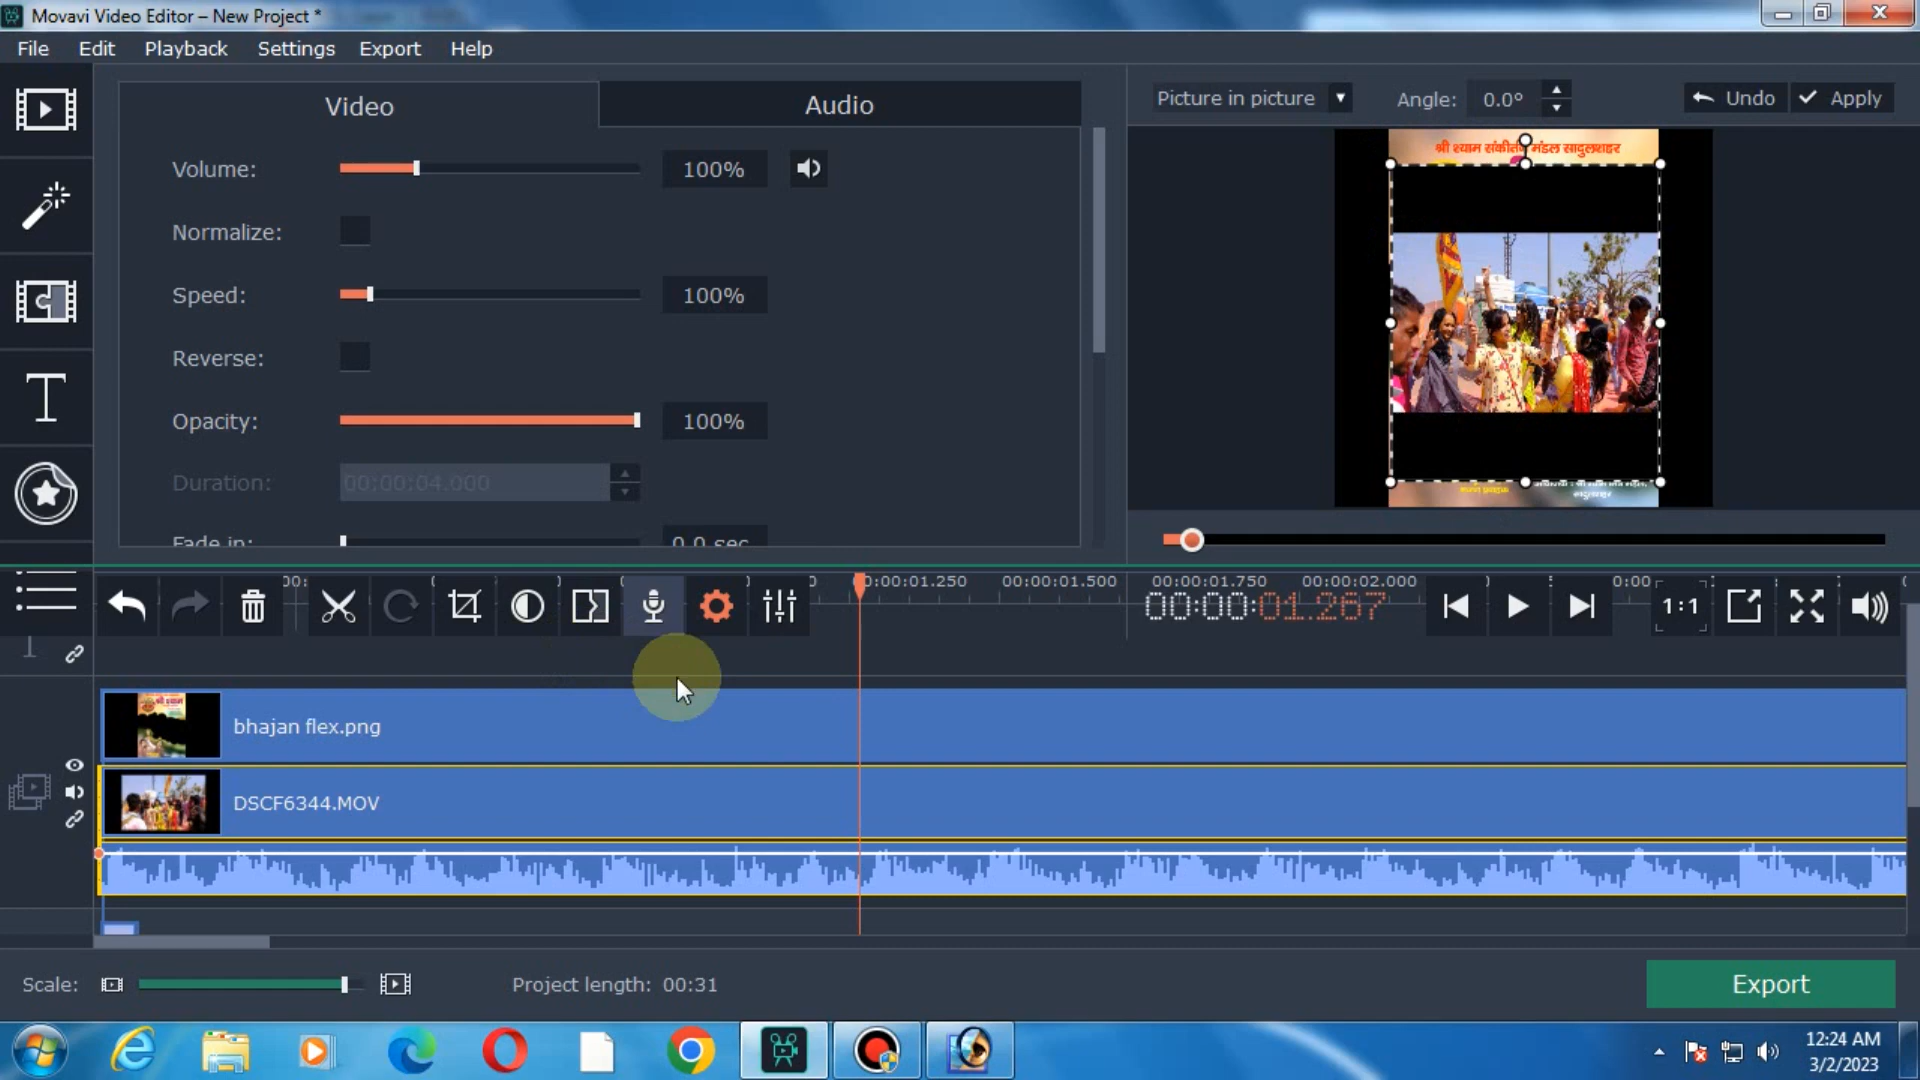 Movavi Video Editor – New Project *
File Edit Playback Settings Export Help
Video Audio
Picture in picture Angle: 0.0° Undo Apply
Volume: 100%
Normalize:
Speed: 100%
Reverse:
Opacity: 100%
Duration: 00:00:04.000
Fade in: 0.0 sec
श्री श्याम संकीर्तन मंडल सादुलशहर
सादुलशहर
00:00:01.250 00:00:01.500 00:00:01.750 00:00:02.000
00:00:01.267
1:1
bhajan flex.png
DSCF6344.MOV
Scale: Project length: 00:31
Export
12:24 AM
3/2/2023